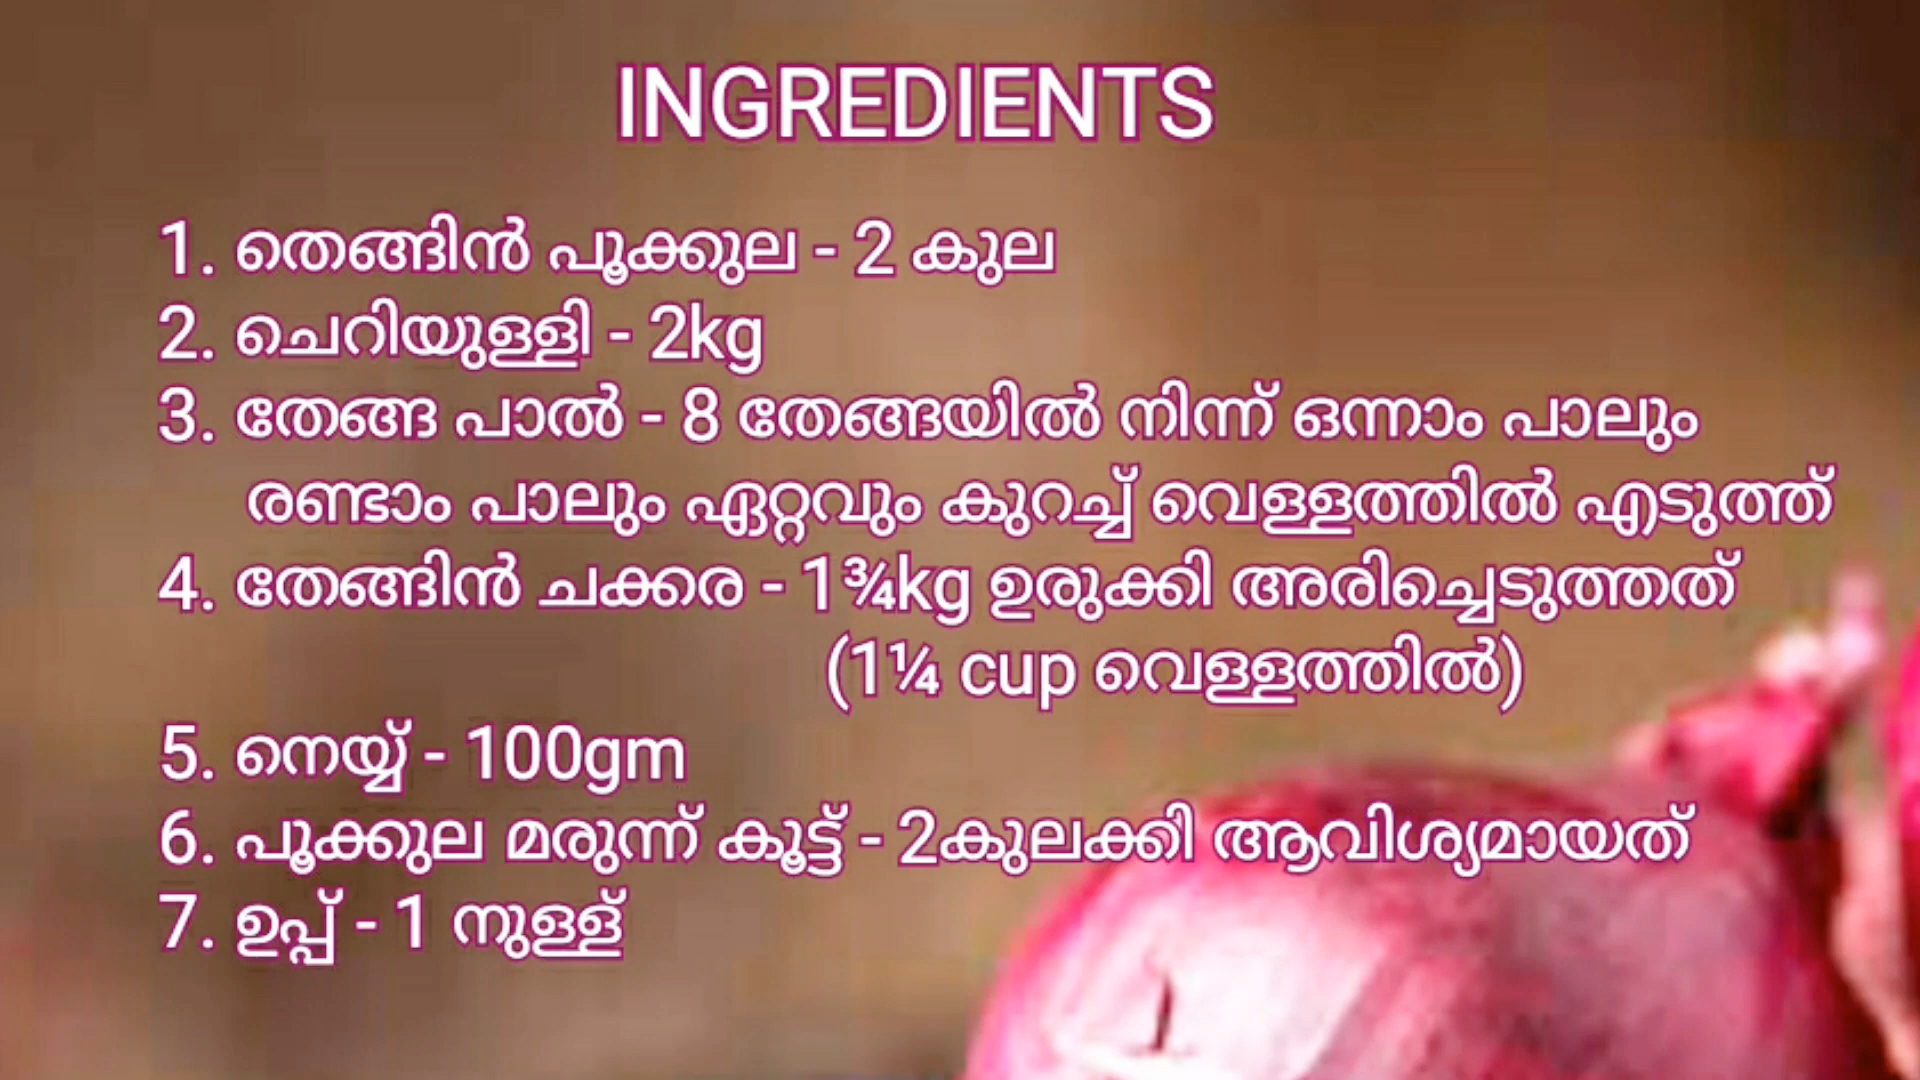 INGREDIENTS
1. തെങ്ങിൻ പൂക്കുല - 2 കുല
2. ചെറിയുള്ളി - 2kg
3. തേങ്ങ പാൽ - 8 തേങ്ങയിൽ നിന്ന് ഒന്നാം പാലും
രണ്ടാം പാലും ഏറ്റവും കുറച്ച് വെള്ളത്തിൽ എടുത്ത്
4. തേങ്ങിൻ ചക്കര - 1¾kg ഉരുക്കി അരിച്ചെടുത്തത്
(1¼ cup വെള്ളത്തിൽ)
5. നെയ്യ് - 100gm
6. പൂക്കുല മരുന്ന് കൂട്ട് - 2കുലക്കി ആവിശ്യമായത്
7. ഉപ്പ് - 1 നുള്ള്